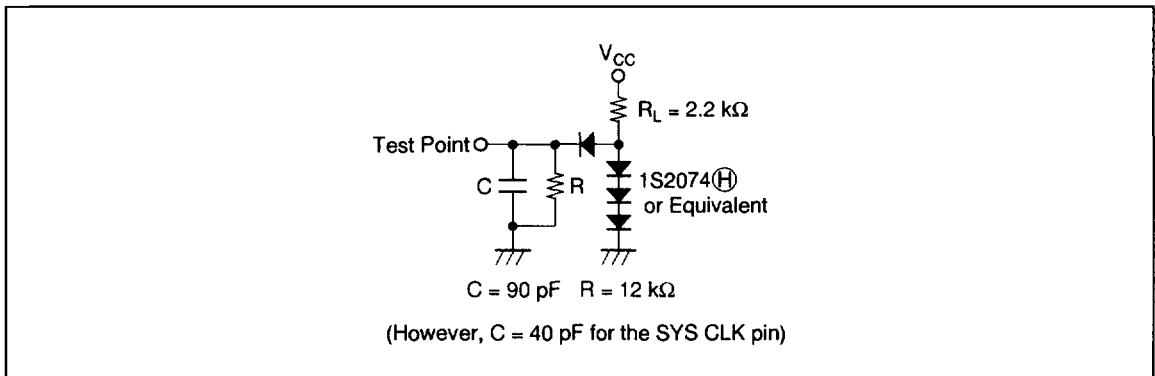 V_CC
R_L = 2.2 kΩ
Test Point
C
R
1S2074Ⓗ
or Equivalent
C = 90 pF R = 12 kΩ
(However, C = 40 pF for the SYS CLK pin)